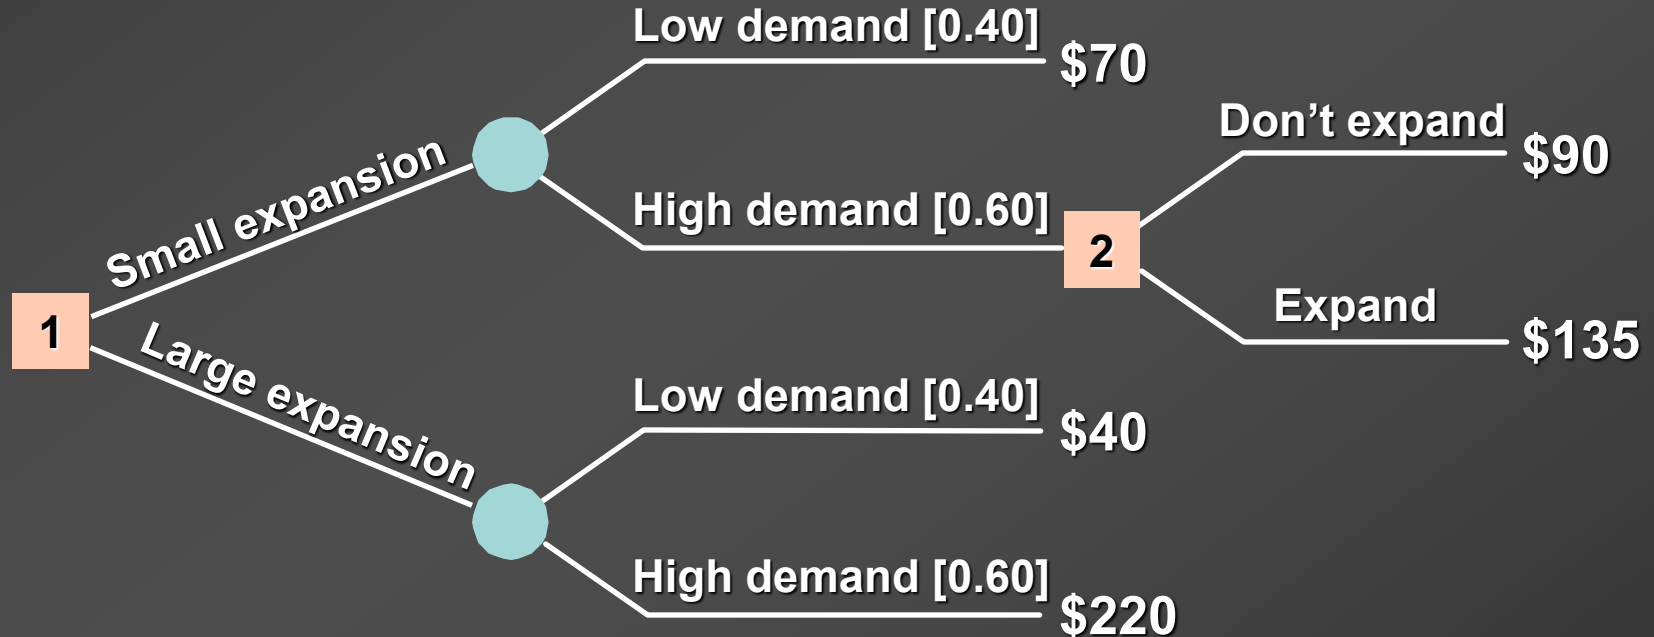 Low demand [0.40]
$70
Don’t expand
$90
Small expansion
High demand [0.60]
2
Expand
$135
1
Large expansion
Low demand [0.40]
$40
High demand [0.60]
$220